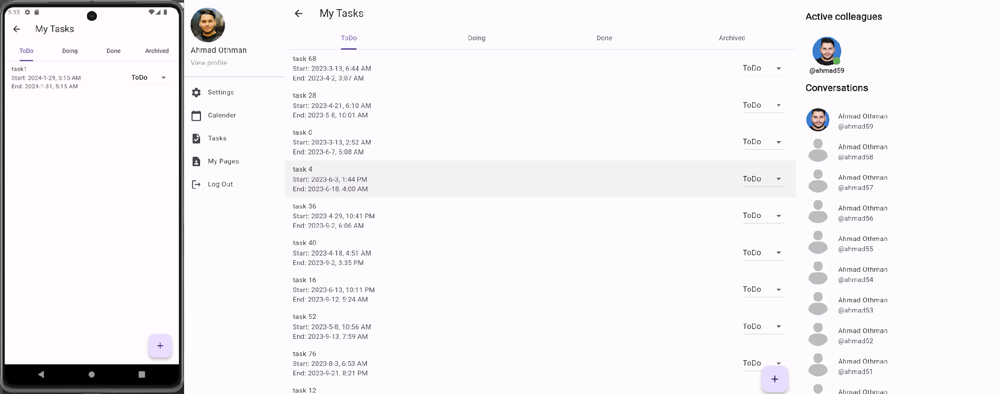 5:33
My Tasks
ToDo Doing Done Archived
task1
Start: 2024-1-29, 5:15 AM
End: 2024-1-31, 5:15 AM
ToDo
+
Ahmad Othman
View profile
Settings
Calender
Tasks
My Pages
Log Out
My Tasks
ToDo Doing Done Archived
task 68
Start: 2023-3-13, 6:44 AM
End: 2023-4-2, 3:07 AM
ToDo
task 28
Start: 2023-4-21, 6:10 AM
End: 2023-5-8, 10:01 AM
ToDo
task 0
Start: 2023-3-13, 2:52 AM
End: 2023-6-7, 5:08 AM
ToDo
task 4
Start: 2023-6-3, 1:44 PM
End: 2023-6-18, 4:00 AM
ToDo
task 36
Start: 2023-4-29, 10:41 PM
End: 2023-9-2, 6:06 AM
ToDo
task 40
Start: 2023-4-18, 4:51 AM
End: 2023-9-2, 3:35 PM
ToDo
task 16
Start: 2023-6-13, 10:11 PM
End: 2023-9-12, 5:24 AM
ToDo
task 52
Start: 2023-5-8, 10:56 AM
End: 2023-9-13, 7:59 AM
ToDo
task 76
Start: 2023-8-3, 6:53 AM
End: 2023-9-21, 8:21 PM
ToDo
task 12
+
Active colleagues
@ahmad59
Conversations
Ahmad Othman
@ahmad59
Ahmad Othman
@ahmad58
Ahmad Othman
@ahmad57
Ahmad Othman
@ahmad56
Ahmad Othman
@ahmad55
Ahmad Othman
@ahmad54
Ahmad Othman
@ahmad53
Ahmad Othman
@ahmad52
Ahmad Othman
@ahmad51
Ahmad Othman